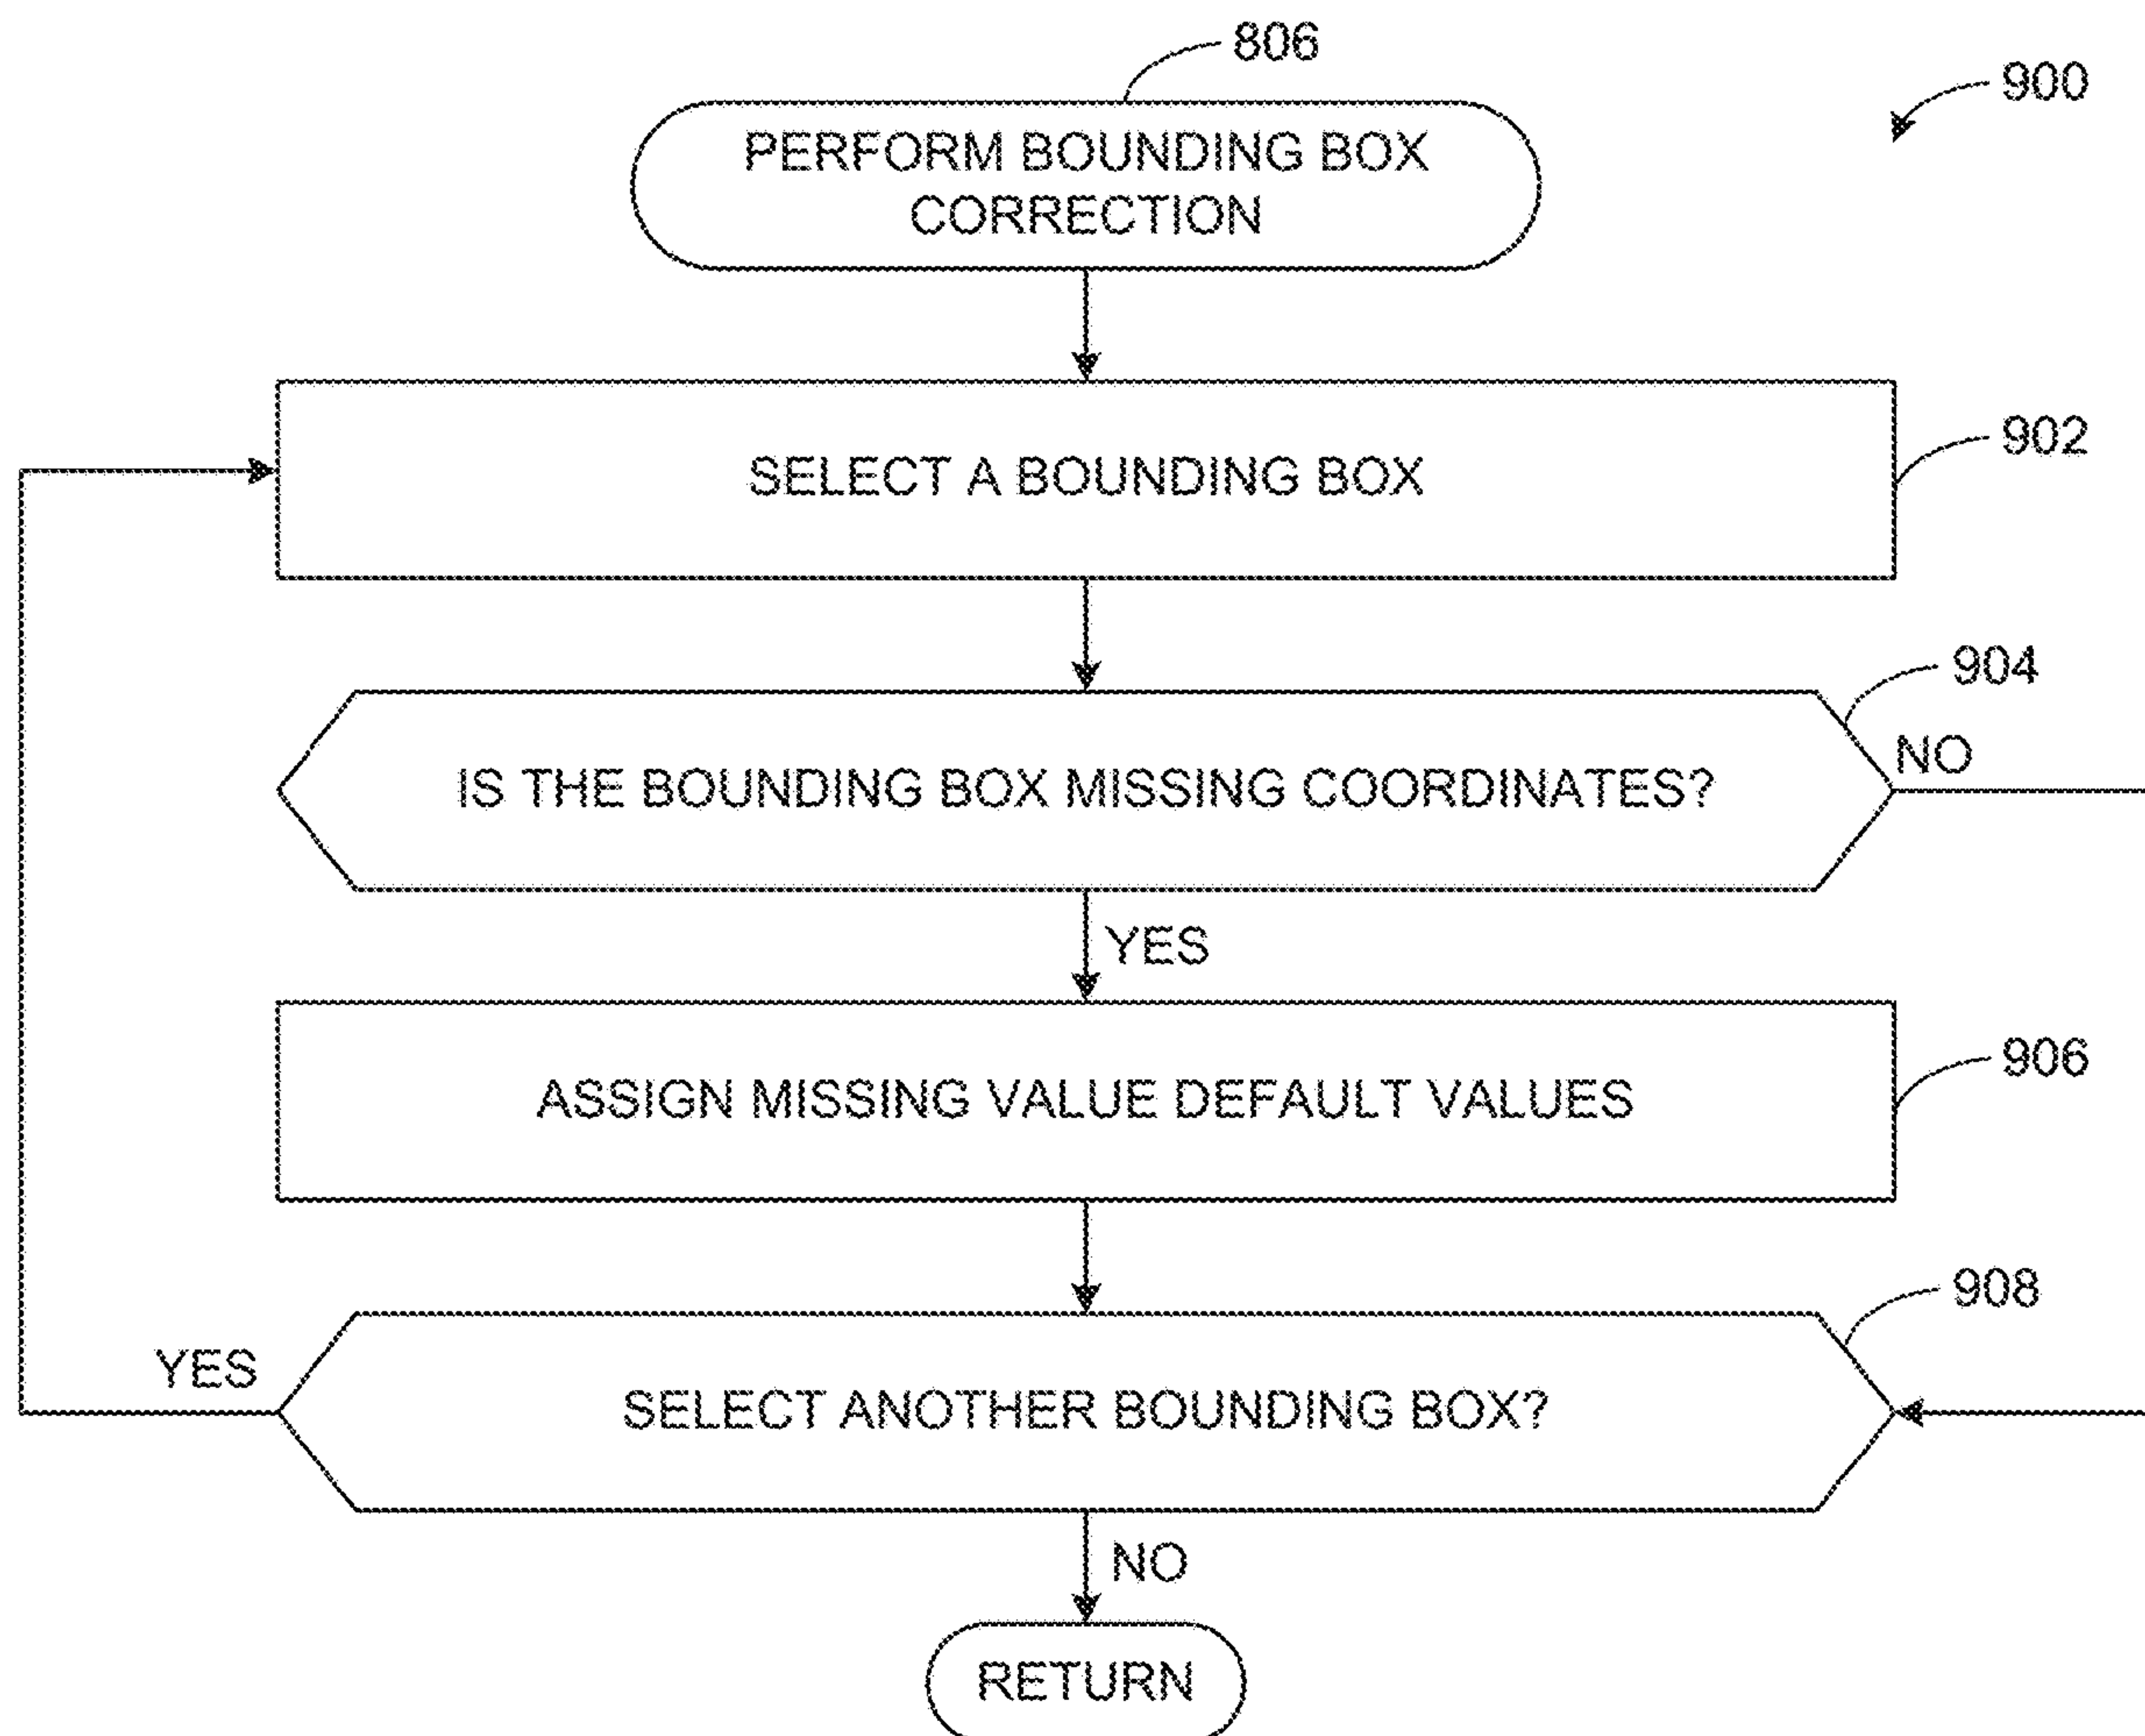 806
900
PERFORM BOUNDING BOX
CORRECTION
SELECT A BOUNDING BOX
902
904
IS THE BOUNDING BOX MISSING COORDINATES?
NO
YES
ASSIGN MISSING VALUE DEFAULT VALUES
906
908
YES
SELECT ANOTHER BOUNDING BOX?
NO
RETURN